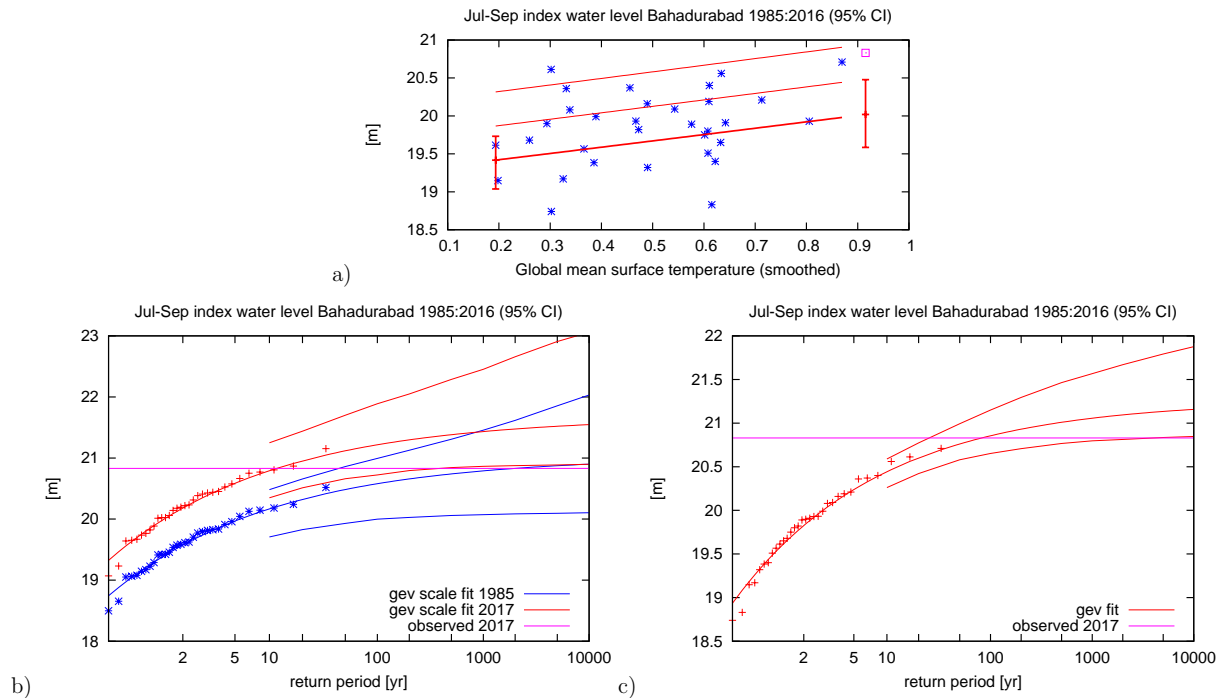 Jul-Sep index water level Bahadurabad 1985:2016 (95% CI)
21
20.5
20
19.5
19
18.5
[m]
0.1 0.2 0.3 0.4 0.5 0.6 0.7 0.8 0.9 1
Global mean surface temperature (smoothed)
a)
Jul-Sep index water level Bahadurabad 1985:2016 (95% CI)
23
22
21
20
19
18
[m]
gev scale fit 1985
gev scale fit 2017
observed 2017
2 5 10 100 1000 10000
return period [yr]
b)
Jul-Sep index water level Bahadurabad 1985:2016 (95% CI)
22
21.5
21
20.5
20
19.5
19
18.5
[m]
gev fit
observed 2017
2 5 10 100 1000 10000
return period [yr]
c)